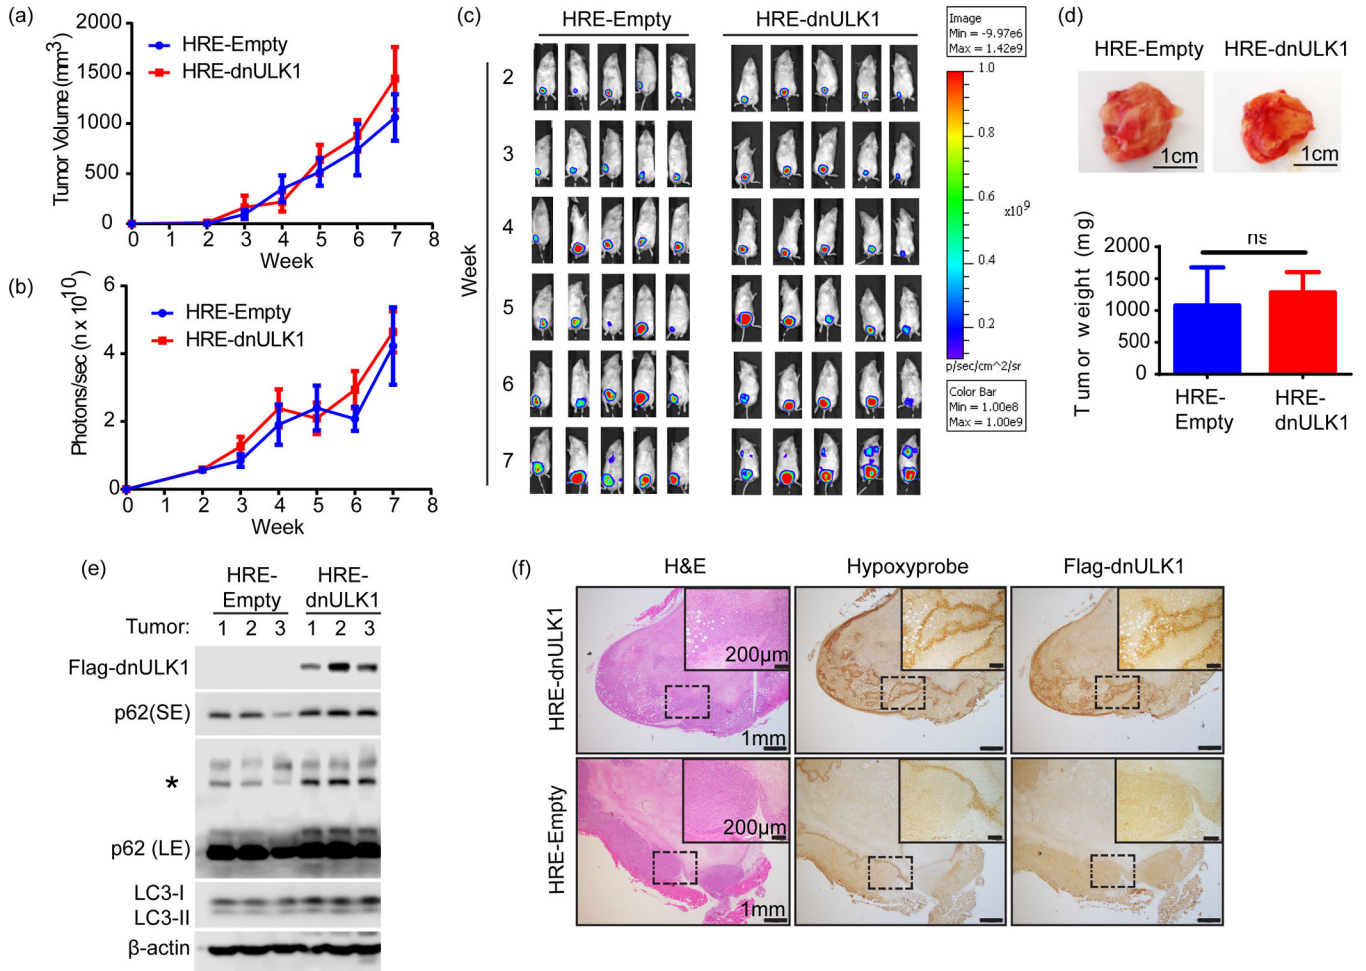 (a)
2000
1500
1000
500
0
Tumor Volume (mm³)
HRE-Empty
HRE-dnULK1
0 1 2 3 4 5 6 7 8
Week
(b)
6
4
2
0
Photons/sec (n x 10¹⁰)
HRE-Empty
HRE-dnULK1
0 1 2 3 4 5 6 7 8
Week
(c)
HRE-Empty HRE-dnULK1
Week
2
3
4
5
6
7
Image
Min = -9.97e6
Max = 1.42e9
1.0
0.8
0.6
x10⁹
0.4
0.2
p/sec/cm^2/sr
Color Bar
Min = 1.00e8
Max = 1.00e9
(d)
HRE-Empty HRE-dnULK1
1cm 1cm
Tumor weight (mg)
2000
1500
1000
500
0
ns
HRE-
Empty
HRE-
dnULK1
(e)
HRE-
Empty
HRE-
dnULK1
Tumor: 1 2 3 1 2 3
Flag-dnULK1
p62(SE)
*
p62 (LE)
LC3-I
LC3-II
β-actin
(f)
H&E Hypoxyprobe Flag-dnULK1
HRE-dnULK1
200µm
1mm
HRE-Empty
200µm
1mm